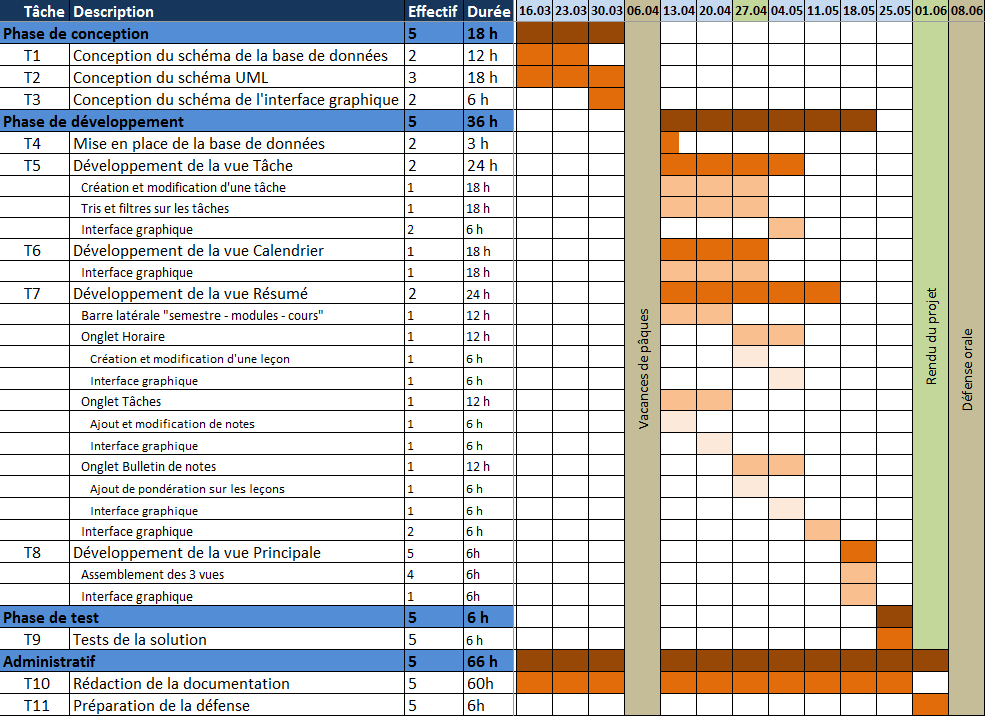 Tâche Description Effectif Durée 16.03 23.03 30.03 06.04 13.04 20.04 27.04 04.05 11.05 18.05 25.05 01.06 08.06
Phase de conception 5 18 h
T1 Conception du schéma de la base de données 2 12 h
T2 Conception du schéma UML 3 18 h
T3 Conception du schéma de l'interface graphique 2 6 h
Phase de développement 5 36 h
T4 Mise en place de la base de données 2 3 h
T5 Développement de la vue Tâche 2 24 h
Création et modification d'une tâche 1 18 h
Tris et filtres sur les tâches 1 18 h
Interface graphique 2 6 h
T6 Développement de la vue Calendrier 1 18 h
Interface graphique 1 18 h
T7 Développement de la vue Résumé 2 24 h
Barre latérale "semestre - modules - cours" 1 12 h
Onglet Horaire 1 12 h
Création et modification d'une leçon 1 6 h
Interface graphique 1 6 h
Onglet Tâches 1 12 h
Ajout et modification de notes 1 6 h
Interface graphique 1 6 h
Onglet Bulletin de notes 1 12 h
Ajout de pondération sur les leçons 1 6 h
Interface graphique 1 6 h
Interface graphique 2 6 h
T8 Développement de la vue Principale 5 6h
Assemblement des 3 vues 4 6h
Interface graphique 1 6h
Phase de test 5 6 h
T9 Tests de la solution 5 6 h
Administratif 5 66 h
T10 Rédaction de la documentation 5 60h
T11 Préparation de la défense 5 6h
Vacances de pâques
Rendu du projet
Défense orale